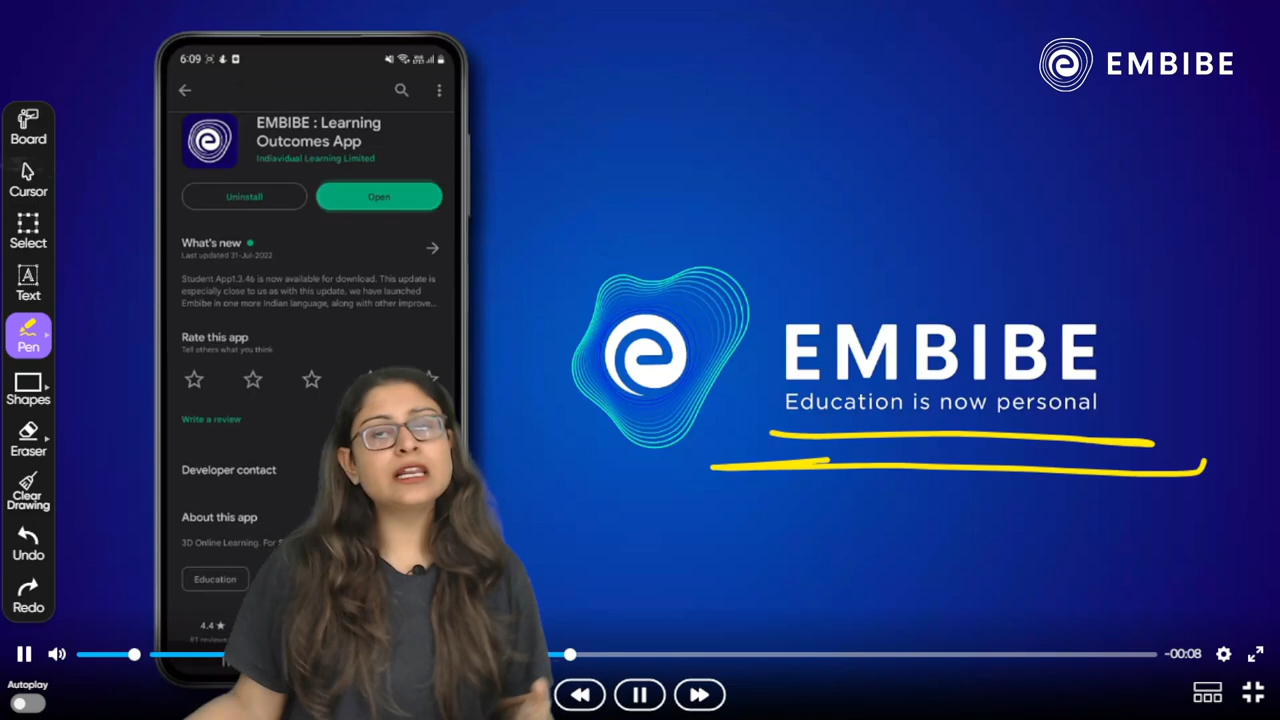 6:09
EMBIBE
EMBIBE : Learning
Outcomes App
Indiavidual Learning Limited
Uninstall
Open
What's new
Last updated 31-Jul-2022
Student App1.3.46 is now available for download. This update is
especially close to us as with this update, we have launched
Embibe in one more Indian language, along with other improve...
Rate this app
Tell others what you think
Write a review
Developer contact
About this app
3D Online Learning. For
Education
4.4★
EMBIBE
Education is now personal
Board
Cursor
Select
Text
Pen
Shapes
Eraser
Clear
Drawing
Undo
Redo
-00:08
Autoplay